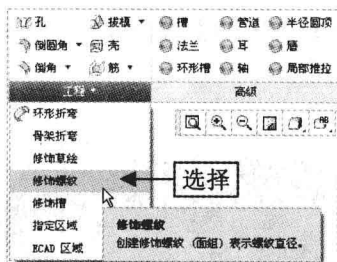 孔 拔模 槽 管道 半径圆顶
倒圆角 壳 法兰 耳 唇
倒角 筋 环形槽 轴 局部推拉
工程 高级
环形折弯
骨架折弯
修饰草绘
修饰螺纹
选择
修饰槽
指定区域
ECAD 区域
修饰螺纹
创建修饰螺纹（面组）表示螺纹直径。